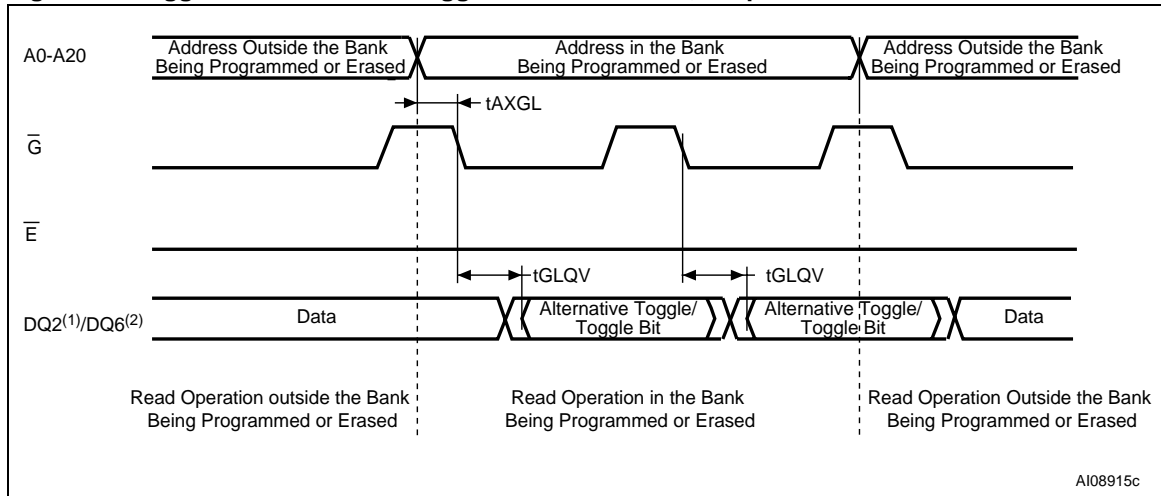 A0-A20
Address Outside the Bank
Being Programmed or Erased
Address in the Bank
Being Programmed or Erased
Address Outside the Bank
Being Programmed or Erased
tAXGL
G
E
tGLQV
tGLQV
DQ2(1)/DQ6(2)
Data
Alternative Toggle/
Toggle Bit
Alternative Toggle/
Toggle Bit
Data
Read Operation outside the Bank
Being Programmed or Erased
Read Operation in the Bank
Being Programmed or Erased
Read Operation Outside the Bank
Being Programmed or Erased
AI08915c